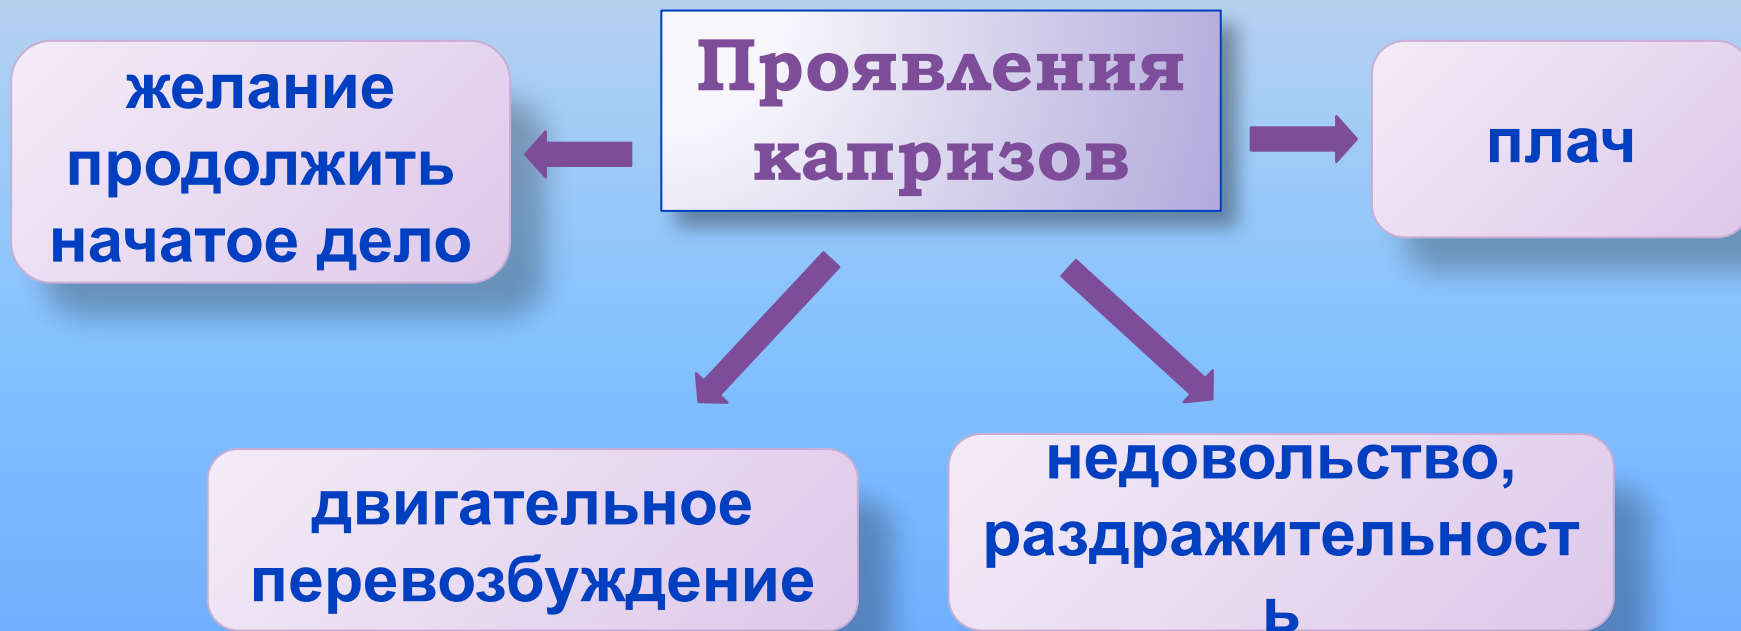 Проявления
капризов
желание
продолжить
начатое дело
плач
двигательное
перевозбуждение
недовольство,
раздражительност
ь